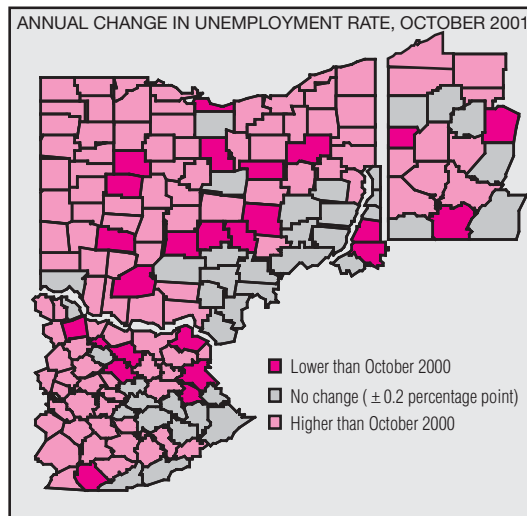 ANNUAL CHANGE IN UNEMPLOYMENT RATE, OCTOBER 2001
Lower than October 2000
No change ( ± 0.2 percentage point)
Higher than October 2000